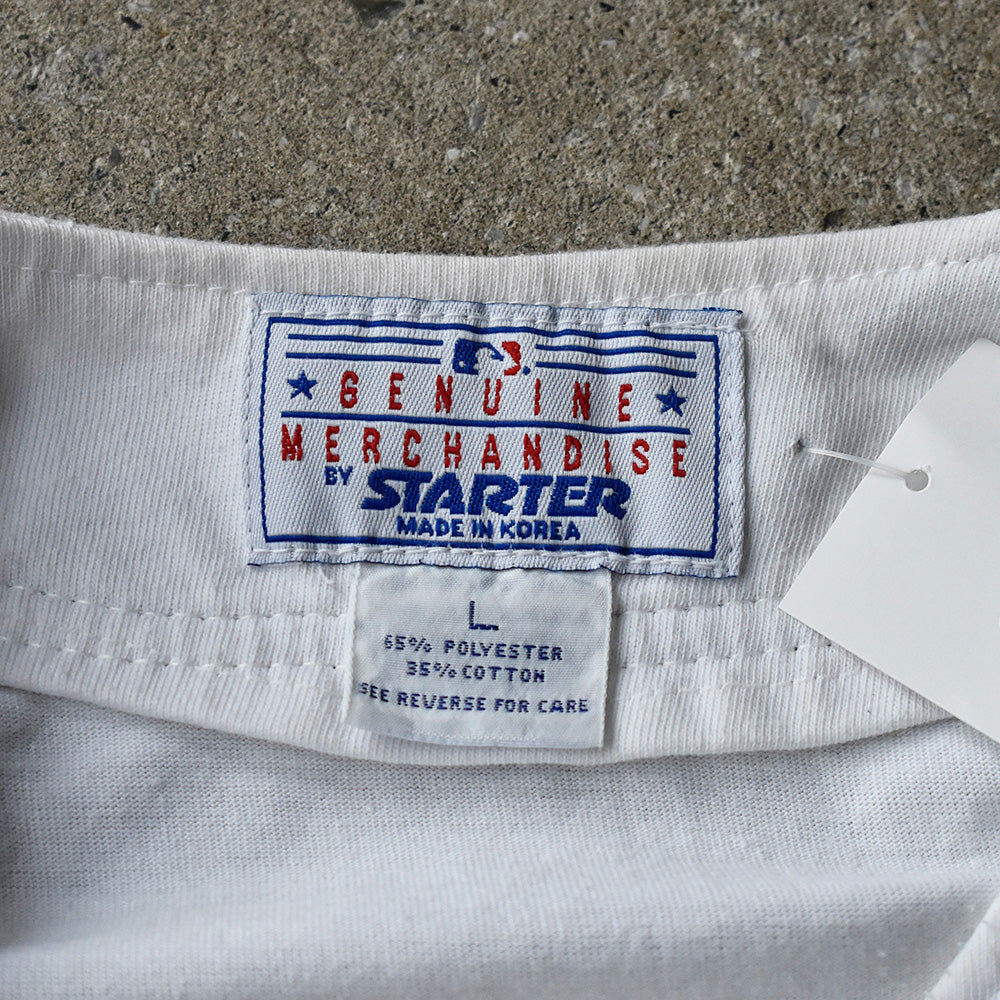 GENUINE
MERCHANDISE
BY STARTER
MADE IN KOREA
L
65% POLYESTER
35% COTTON
SEE REVERSE FOR CARE